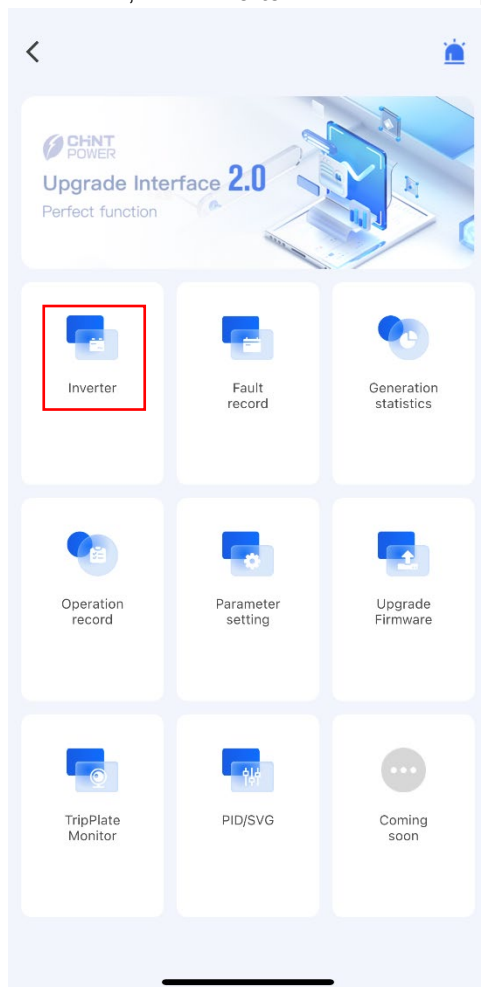 CHNT
POWER
Upgrade Interface 2.0
Perfect function
Inverter
Fault
record
Generation
statistics
Operation
record
Parameter
setting
Upgrade
Firmware
TripPlate
Monitor
PID/SVG
Coming
soon